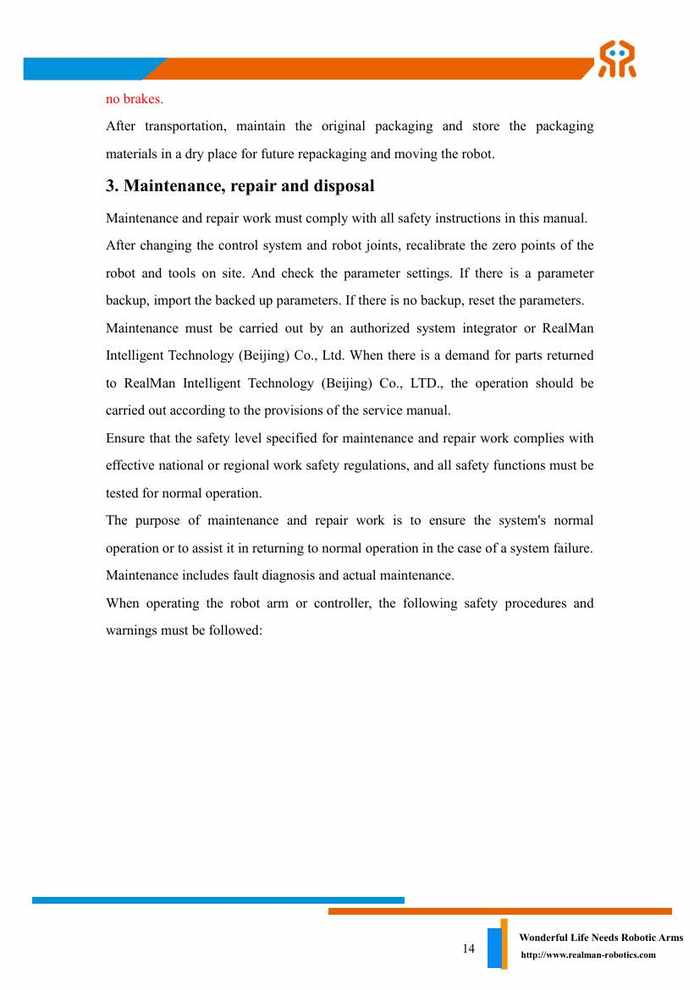 no brakes.
After transportation, maintain the original packaging and store the packaging
materials in a dry place for future repackaging and moving the robot.
3. Maintenance, repair and disposal
Maintenance and repair work must comply with all safety instructions in this manual.
After changing the control system and robot joints, recalibrate the zero points of the
robot and tools on site. And check the parameter settings. If there is a parameter
backup, import the backed up parameters. If there is no backup, reset the parameters.
Maintenance must be carried out by an authorized system integrator or RealMan
Intelligent Technology (Beijing) Co., Ltd. When there is a demand for parts returned
to RealMan Intelligent Technology (Beijing) Co., LTD., the operation should be
carried out according to the provisions of the service manual.
Ensure that the safety level specified for maintenance and repair work complies with
effective national or regional work safety regulations, and all safety functions must be
tested for normal operation.
The purpose of maintenance and repair work is to ensure the system's normal
operation or to assist it in returning to normal operation in the case of a system failure.
Maintenance includes fault diagnosis and actual maintenance.
When operating the robot arm or controller, the following safety procedures and
warnings must be followed:
14
Wonderful Life Needs Robotic Arms
http://www.realman-robotics.com